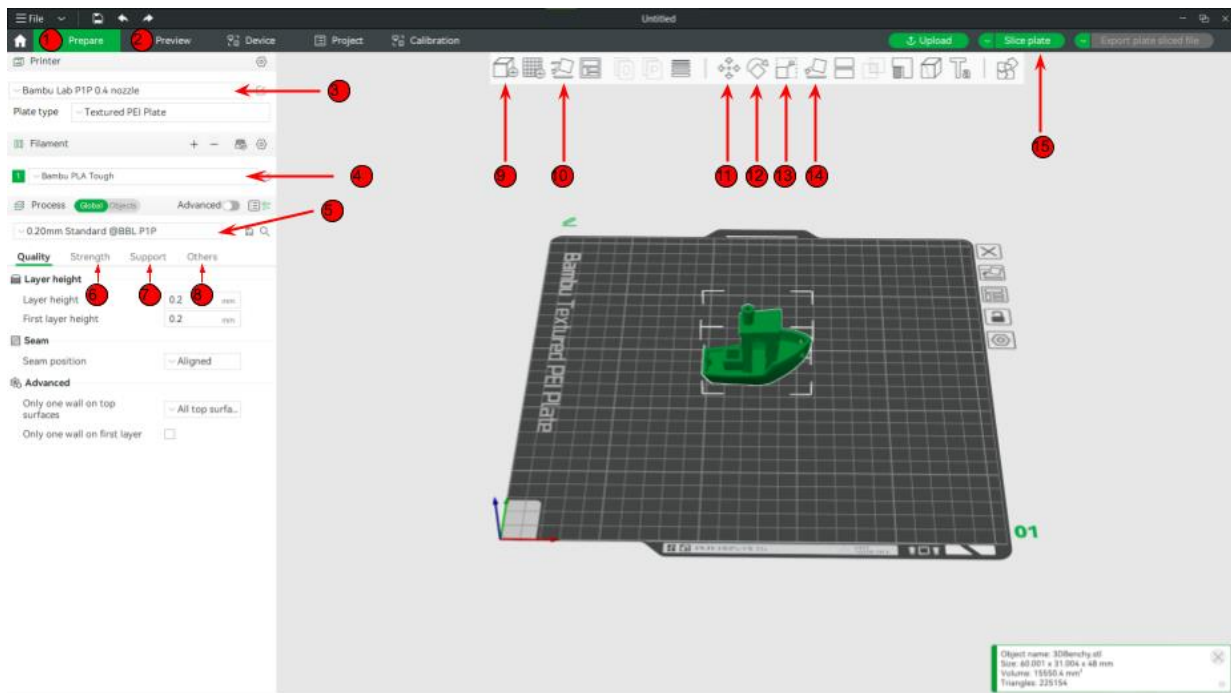 File
Untitled
1 Prepare
2 Preview
Device
Project
Calibration
Upload
Slice plate
Export plate sliced file
Printer
Bambu Lab P1P 0.4 nozzle
3
Plate type
Textured PEI Plate
Filament
+ -
1
Bambu PLA Tough
4
Process
Global
Objects
Advanced
5
0.20mm Standard @BBL P1P
Quality
Strength
Support
Others
6
7
8
Layer height
Layer height 0.2 mm
First layer height 0.2 mm
Seam
Seam position Aligned
Advanced
Only one wall on top
surfaces
All top surfa..
Only one wall on first layer
9
10
11
12
13
14
15
Bambu Textured PEI Plate
01
Object name: 3DBenchy.stl
Size: 60.001 x 31.004 x 48 mm
Volume: 15550.4 mm³
Triangles: 225154